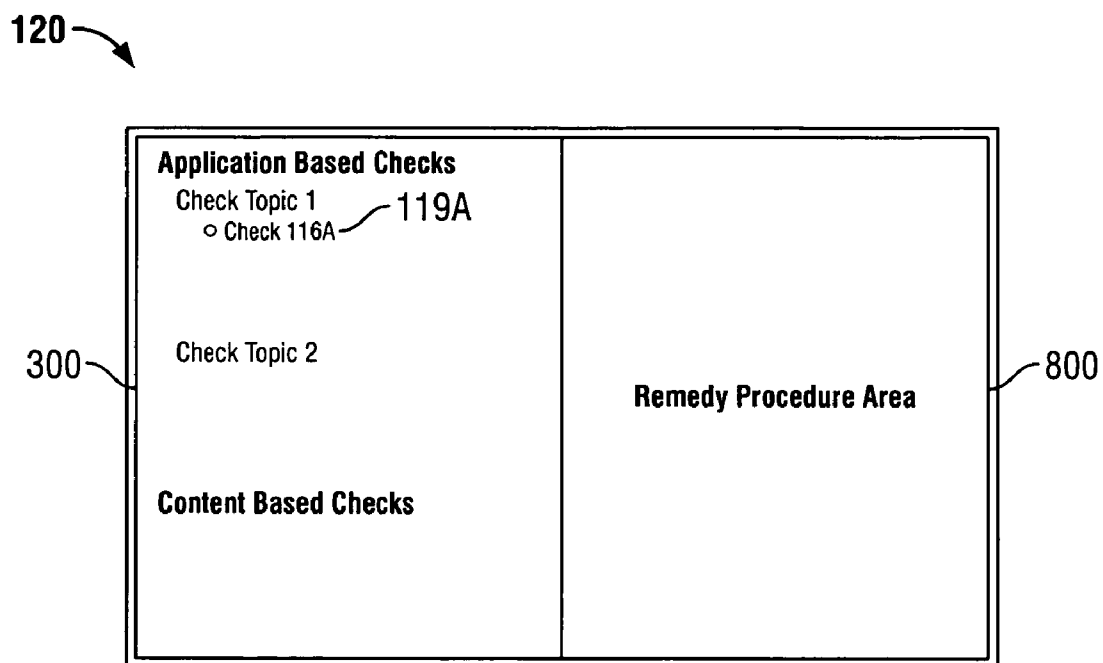 120
Application Based Checks
Check Topic 1
Check 116A
119A
Check Topic 2
300
800
Remedy Procedure Area
Content Based Checks